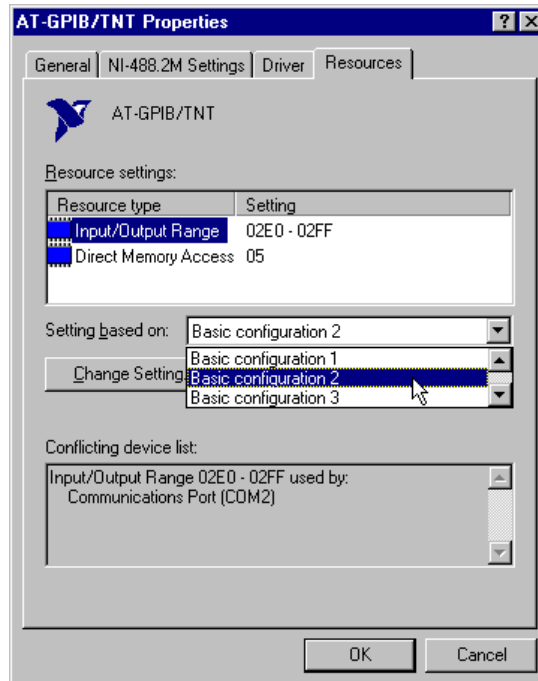 AT-GPIB/TNT Properties
General NI-488.2M Settings Driver Resources
AT-GPIB/TNT
Resource settings:
Resource type Setting
Input/Output Range 02E0 - 02FF
Direct Memory Access 05
Setting based on: Basic configuration 2
Basic configuration 1
Change Setting Basic configuration 2
Basic configuration 3
Conflicting device list:
Input/Output Range 02E0 - 02FF used by:
Communications Port (COM2)
OK Cancel